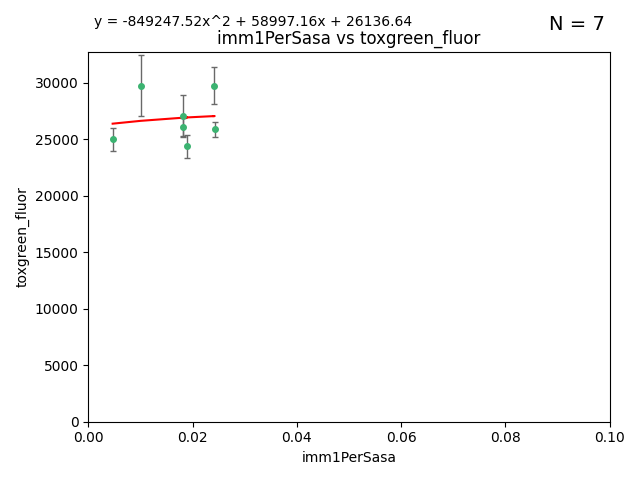 y = -849247.52x^2 + 58997.16x + 26136.64
N = 7
imm1PerSasa vs toxgreen_fluor
30000
25000
20000
15000
10000
5000
0
toxgreen_fluor
0.00 0.02 0.04 0.06 0.08 0.10
imm1PerSasa